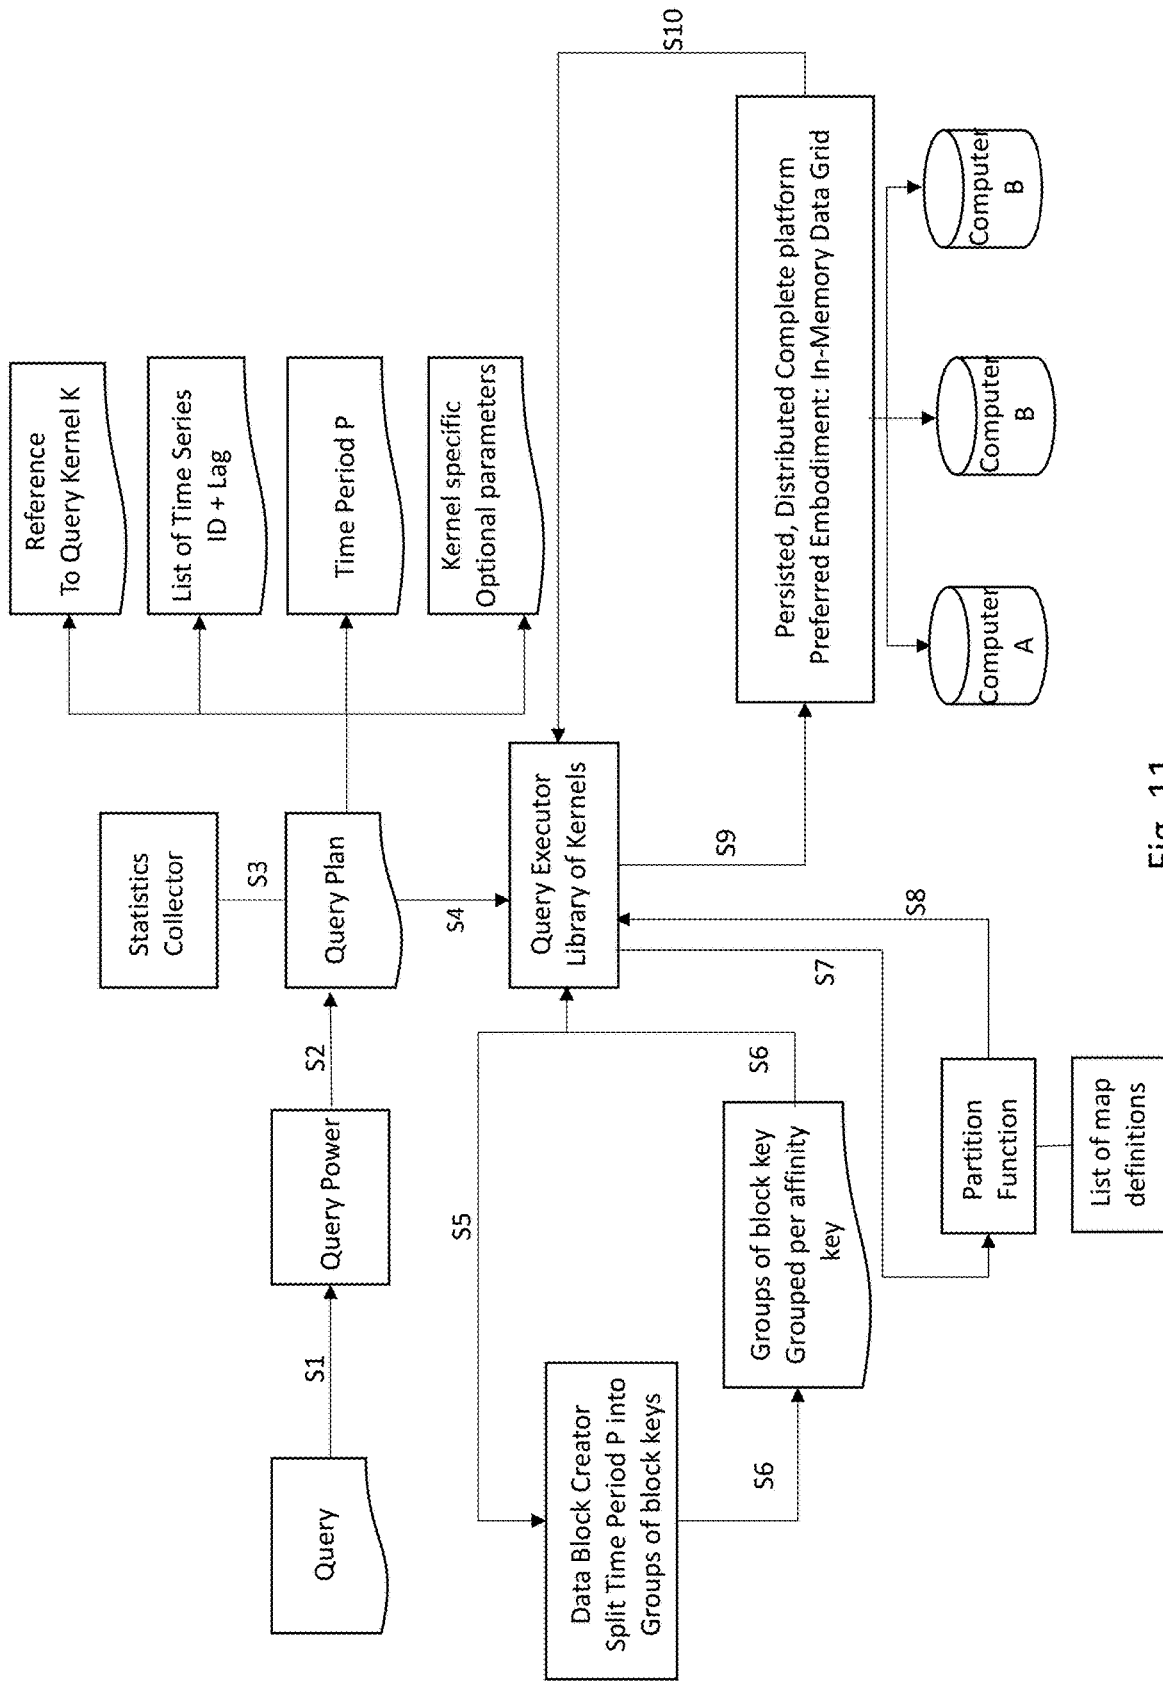 Query
S1
Query Power
S2
Query Plan
S3
Statistics
Collector
Reference
To Query Kernel K
List of Time Series
ID + Lag
Time Period P
Kernel specific
Optional parameters
S4
Query Executor
Library of Kernels
S5
Data Block Creator
Split Time Period P into
Groups of block keys
S6
Groups of block key
Grouped per affinity
key
S6
S7
S8
Partition
Function
List of map
definitions
S9
S10
Persisted, Distributed Complete platform
Preferred Embodiment: In-Memory Data Grid
Computer
A
Computer
B
Computer
B
Fig. 11